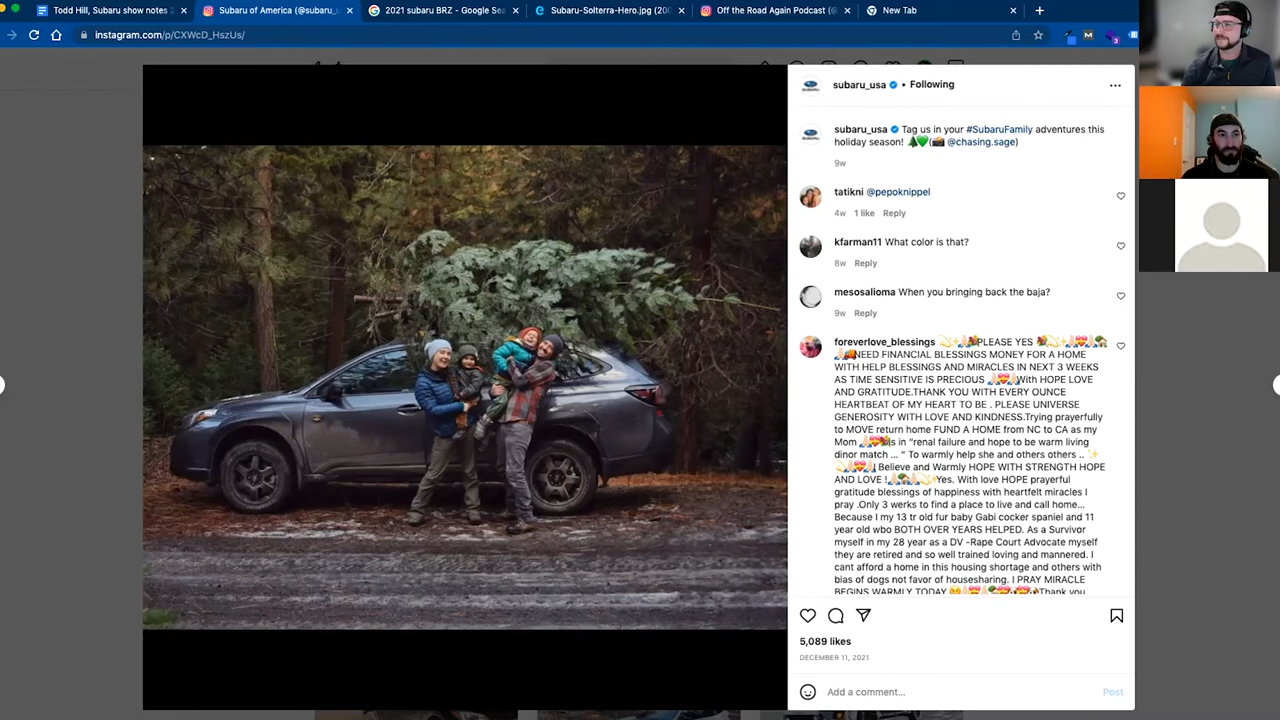 Todd Hill, Subaru show notes 2
Subaru of America (@subaru_u
2021 subaru BRZ - Google Sea
Subaru-Solterra-Hero.jpg (200
Off the Road Again Podcast (@
New Tab
instagram.com/p/CXWcD_HszUs/
subaru_usa • Following
subaru_usa Tag us in your #SubaruFamily adventures this
holiday season! 🌲💚(📸 @chasing.sage)
9w
tatikni @pepoknippel
4w 1 like Reply
kfarman11 What color is that?
8w Reply
mesosalioma When you bringing back the baja?
9w Reply
foreverlove_blessings PLEASE YES
NEED FINANCIAL BLESSINGS MONEY FOR A HOME
WITH HELP BLESSINGS AND MIRACLES IN NEXT 3 WEEKS
AS TIME SENSITIVE IS PRECIOUS With HOPE LOVE
AND GRATITUDE.THANK YOU WITH EVERY OUNCE
HEARTBEAT OF MY HEART TO BE . PLEASE UNIVERSE
GENEROSITY WITH LOVE AND KINDNESS.Trying prayerfully
to MOVE return home FUND A HOME from NC to CA as my
Mom is in “renal failure and hope to be warm living
dinor match ... ” To warmly help she and others others ..
Believe and Warmly HOPE WITH STRENGTH HOPE
AND LOVE ! Yes. With love HOPE prayerful
gratitude blessings of happiness with heartfelt miracles I
pray .Only 3 werks to find a place to live and call home...
Because I my 13 tr old fur baby Gabi cocker spaniel and 11
year old wbo BOTH OVER YEARS HELPED. As a Survivor
myself in my 28 year as a DV -Rape Court Advocate myself
they are retired and so well trained loving and mannered. I
cant afford a home in this housing shortage and others with
bias of dogs not favor of housesharing. I PRAY MIRACLE
BEGINS WARMLY TODAY Thank you
5,089 likes
DECEMBER 11, 2021
Add a comment...
Post